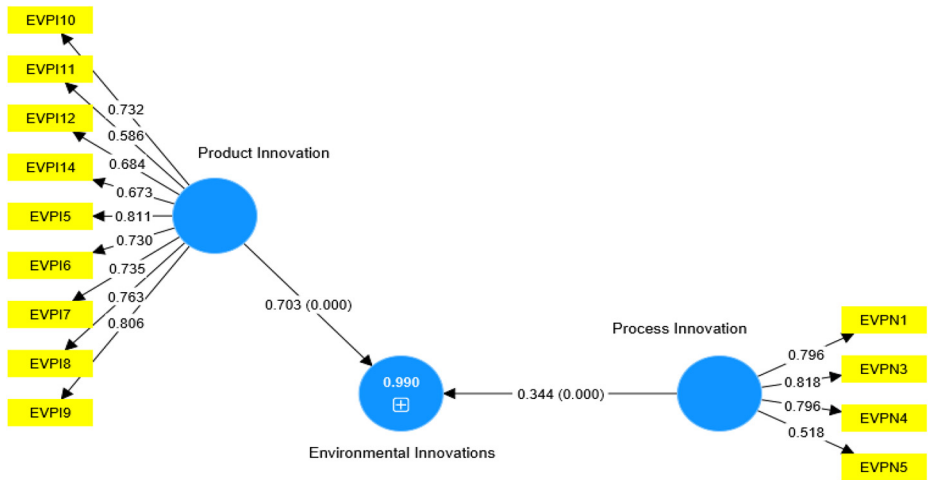 EVPI10
EVPI11
EVPI12
EVPI14
EVPI5
EVPI6
EVPI7
EVPI8
EVPI9
0.732
0.586
0.684
0.673
0.811
0.730
0.735
0.763
0.806
Product Innovation
0.703 (0.000)
0.990
Environmental Innovations
0.344 (0.000)
Process Innovation
0.796
0.818
0.796
0.518
EVPN1
EVPN3
EVPN4
EVPN5